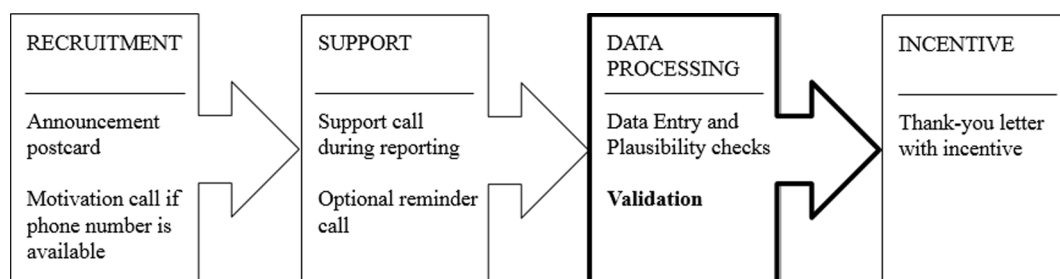 RECRUITMENT
Announcement
postcard
Motivation call if
phone number is
available
SUPPORT
Support call
during reporting
Optional reminder
call
DATA
PROCESSING
Data Entry and
Plausibility checks
Validation
INCENTIVE
Thank-you letter
with incentive